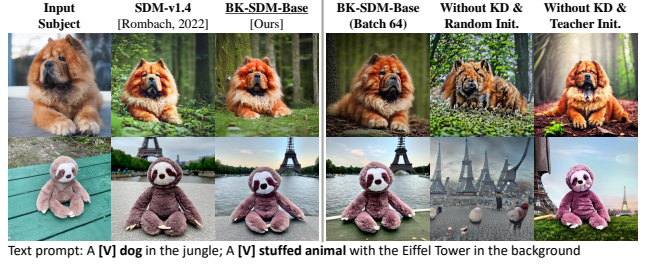 Input Subject
SDM-v1.4 [Rombach, 2022]
BK-SDM-Base [Ours]
BK-SDM-Base (Batch 64)
Without KD & Random Init.
Without KD & Teacher Init.
Text prompt: A [V] dog in the jungle; A [V] stuffed animal with the Eiffel Tower in the background